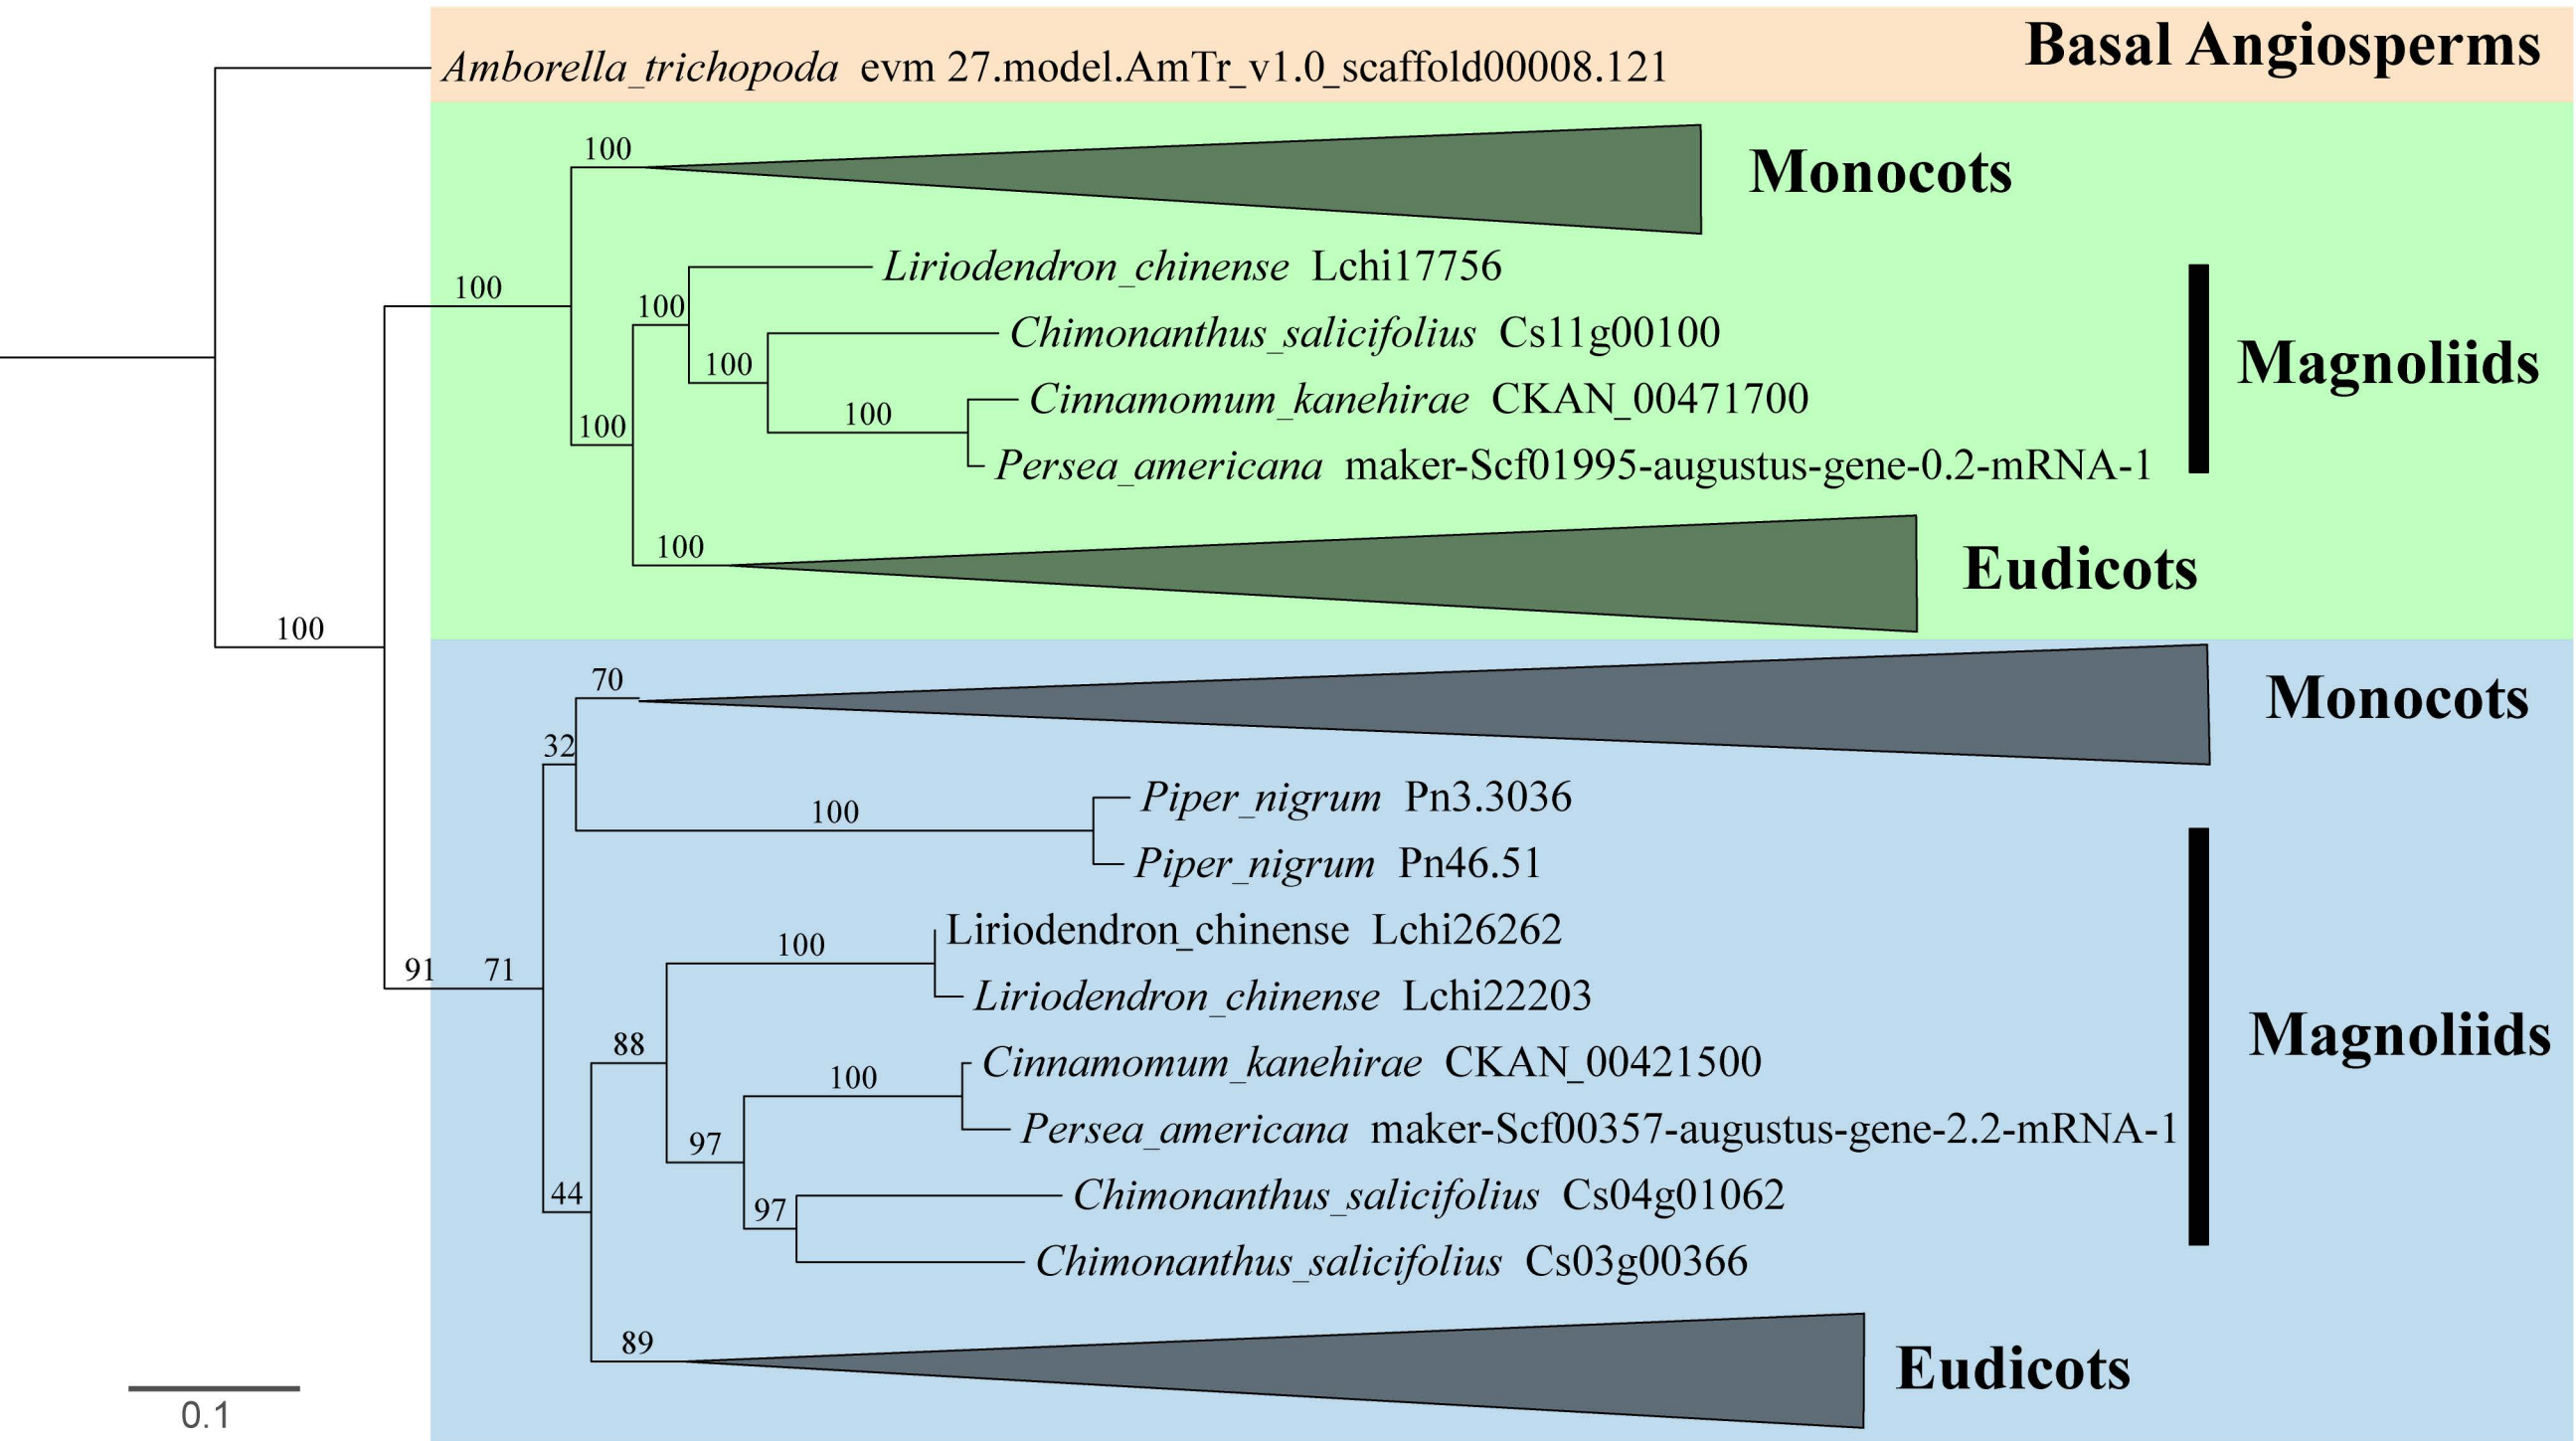 Basal Angiosperms
Amborella_trichopoda evm 27.model.AmTr_v1.0_scaffold00008.121
100
Monocots
Liriodendron_chinense Lchi17756
100
100
Chimonanthus_salicifolius Cs11g00100
100
Magnoliids
Cinnamomum_kanehirae CKAN_00471700
100
100
Persea_americana maker-Scf01995-augustus-gene-0.2-mRNA-1
100
Eudicots
100
70
Monocots
32
Piper_nigrum Pn3.3036
100
Piper_nigrum Pn46.51
Liriodendron_chinense Lchi26262
100
91 71
Liriodendron_chinense Lchi22203
88
Magnoliids
Cinnamomum_kanehirae CKAN_00421500
100
Persea_americana maker-Scf00357-augustus-gene-2.2-mRNA-1
97
44
Chimonanthus_salicifolius Cs04g01062
97
Chimonanthus_salicifolius Cs03g00366
89
Eudicots
0.1